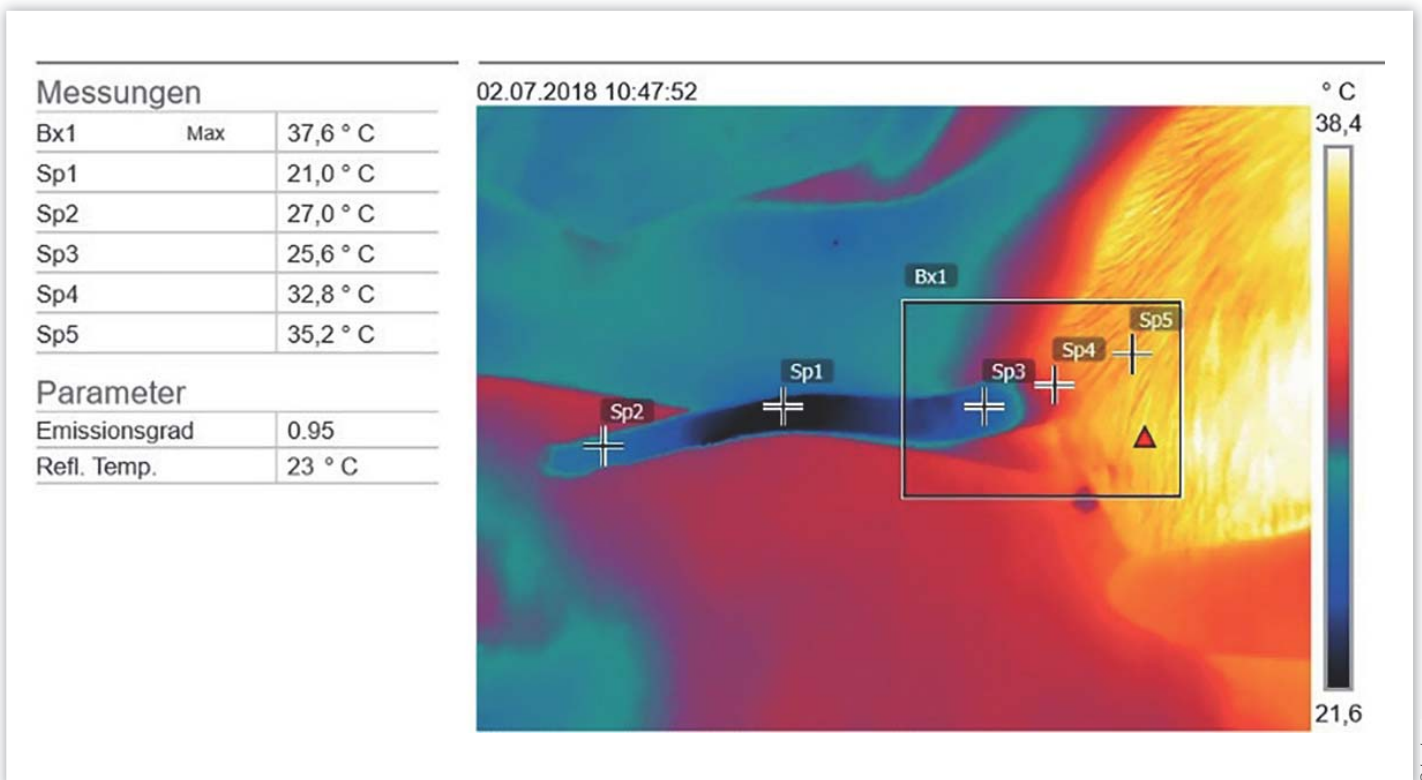 Messungen
Bx1 Max 37,6 ° C
Sp1 21,0 ° C
Sp2 27,0 ° C
Sp3 25,6 ° C
Sp4 32,8 ° C
Sp5 35,2 ° C
Parameter
Emissionsgrad 0.95
Refl. Temp. 23 ° C
02.07.2018 10:47:52
° C
38,4
Bx1
Sp5
Sp4
Sp1
Sp3
Sp2
21,6